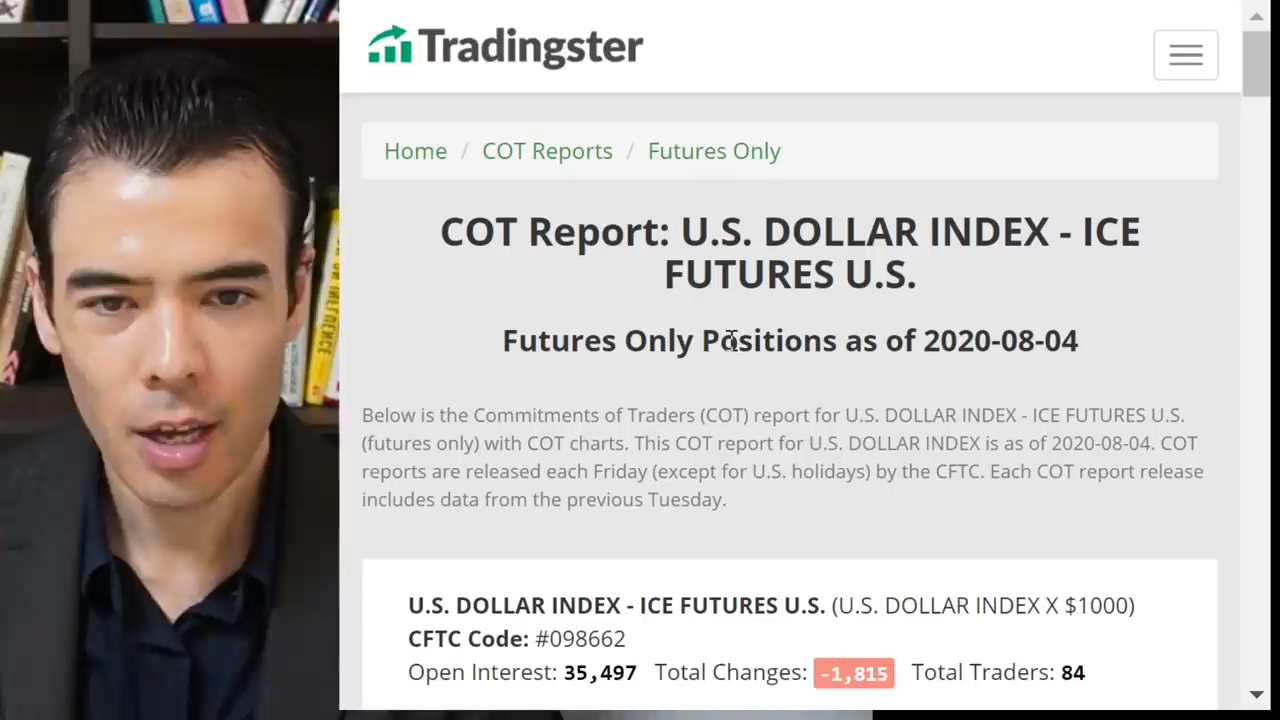 Tradingster
Home / COT Reports / Futures Only
COT Report: U.S. DOLLAR INDEX - ICE
FUTURES U.S.
Futures Only Positions as of 2020-08-04
Below is the Commitments of Traders (COT) report for U.S. DOLLAR INDEX - ICE FUTURES U.S.
(futures only) with COT charts. This COT report for U.S. DOLLAR INDEX is as of 2020-08-04. COT
reports are released each Friday (except for U.S. holidays) by the CFTC. Each COT report release
includes data from the previous Tuesday.
U.S. DOLLAR INDEX - ICE FUTURES U.S. (U.S. DOLLAR INDEX X $1000)
CFTC Code: #098662
Open Interest: 35,497 Total Changes: -1,815 Total Traders: 84